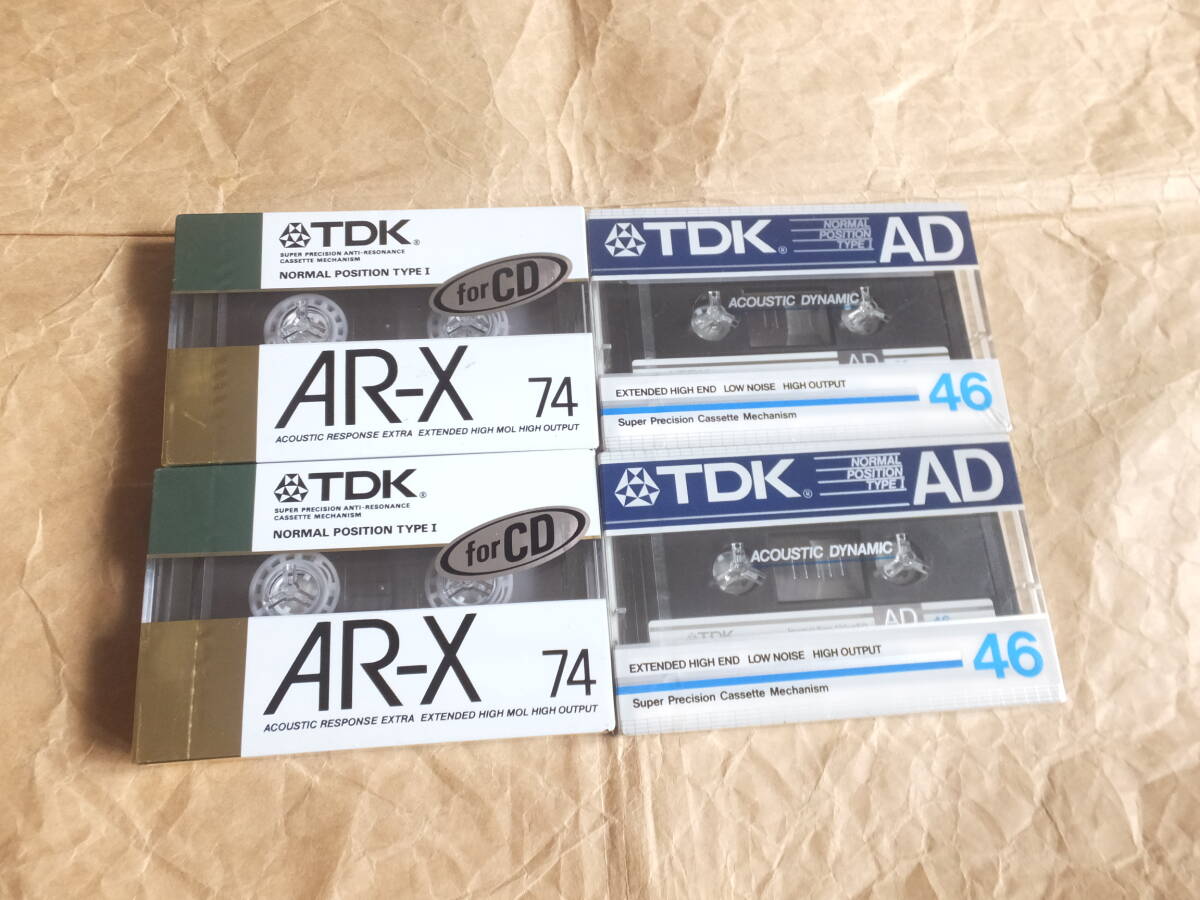 TDK®
SUPER PRECISION ANTI-RESONANCE
CASSETTE MECHANISM
NORMAL POSITION TYPE I
for CD
AR-X 74
ACOUSTIC RESPONSE EXTRA EXTENDED HIGH MOL HIGH OUTPUT
TDK®
NORMAL
POSITION
TYPE I
AD
ACOUSTIC DYNAMIC
AD
EXTENDED HIGH END LOW NOISE HIGH OUTPUT
46
Super Precision Cassette Mechanism
TDK®
SUPER PRECISION ANTI-RESONANCE
CASSETTE MECHANISM
NORMAL POSITION TYPE I
for CD
AR-X 74
ACOUSTIC RESPONSE EXTRA EXTENDED HIGH MOL HIGH OUTPUT
TDK®
NORMAL
POSITION
TYPE I
AD
ACOUSTIC DYNAMIC
TDK
AD 46
EXTENDED HIGH END LOW NOISE HIGH OUTPUT
46
Super Precision Cassette Mechanism